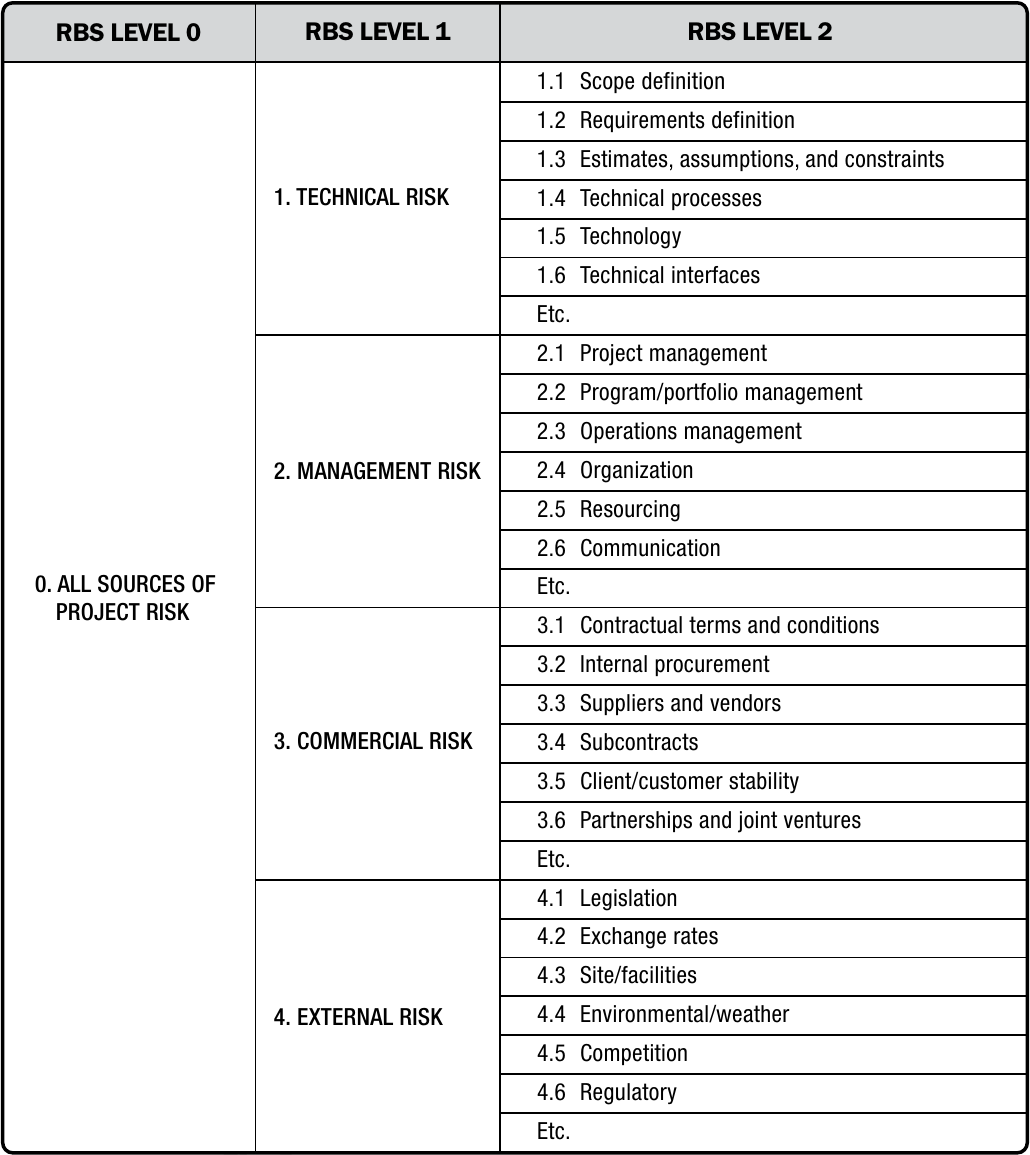 RBS LEVEL 0
RBS LEVEL 1
RBS LEVEL 2
0. ALL SOURCES OF
PROJECT RISK
1. TECHNICAL RISK
1.1 Scope definition
1.2 Requirements definition
1.3 Estimates, assumptions, and constraints
1.4 Technical processes
1.5 Technology
1.6 Technical interfaces
Etc.
2. MANAGEMENT RISK
2.1 Project management
2.2 Program/portfolio management
2.3 Operations management
2.4 Organization
2.5 Resourcing
2.6 Communication
Etc.
3. COMMERCIAL RISK
3.1 Contractual terms and conditions
3.2 Internal procurement
3.3 Suppliers and vendors
3.4 Subcontracts
3.5 Client/customer stability
3.6 Partnerships and joint ventures
Etc.
4. EXTERNAL RISK
4.1 Legislation
4.2 Exchange rates
4.3 Site/facilities
4.4 Environmental/weather
4.5 Competition
4.6 Regulatory
Etc.